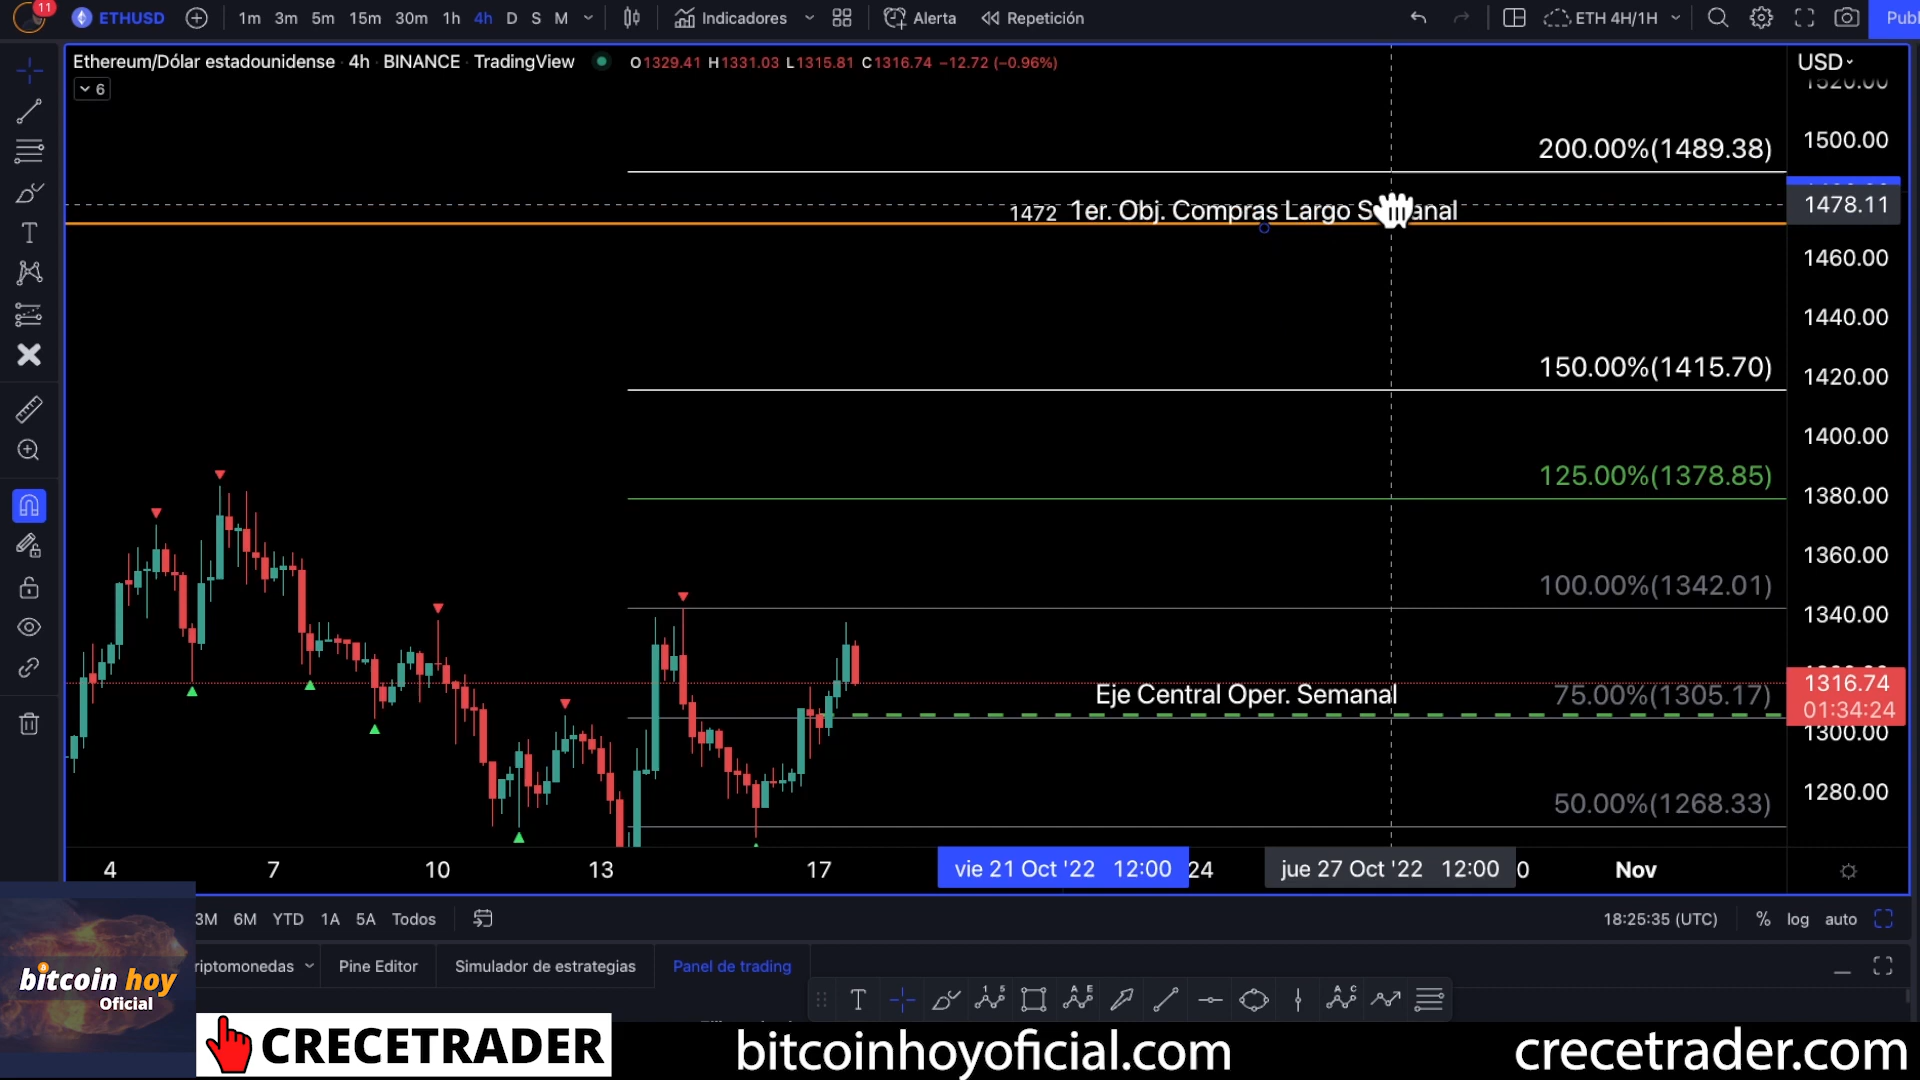 11
ETHUSD
1m 3m 5m 15m 30m 1h 4h D S M
Indicadores
Alerta
Repetición
ETH 4H/1H
Publ
Ethereum/Dólar estadounidense · 4h · BINANCE · TradingView
O1329.41 H1331.03 L1315.81 C1316.74 −12.72 (−0.96%)
6
USD
1520.00
200.00%(1489.38)
1500.00
1472 1er. Obj. Compras Largo S anal
1478.11
1460.00
1440.00
150.00%(1415.70)
1420.00
1400.00
125.00%(1378.85)
1380.00
1360.00
100.00%(1342.01)
1340.00
Eje Central Oper. Semanal
75.00%(1305.17)
1316.74
01:34:24
1300.00
50.00%(1268.33)
1280.00
4 7 10 13 17
vie 21 Oct '22 12:00
24
jue 27 Oct '22 12:00
0
Nov
3M 6M YTD 1A 5A Todos
18:25:35 (UTC)
% log auto
riptomonedas
Pine Editor
Simulador de estrategias
Panel de trading
bitcoin hoy
Oficial
CRECETRADER
bitcoinhoyoficial.com
crecetrader.com